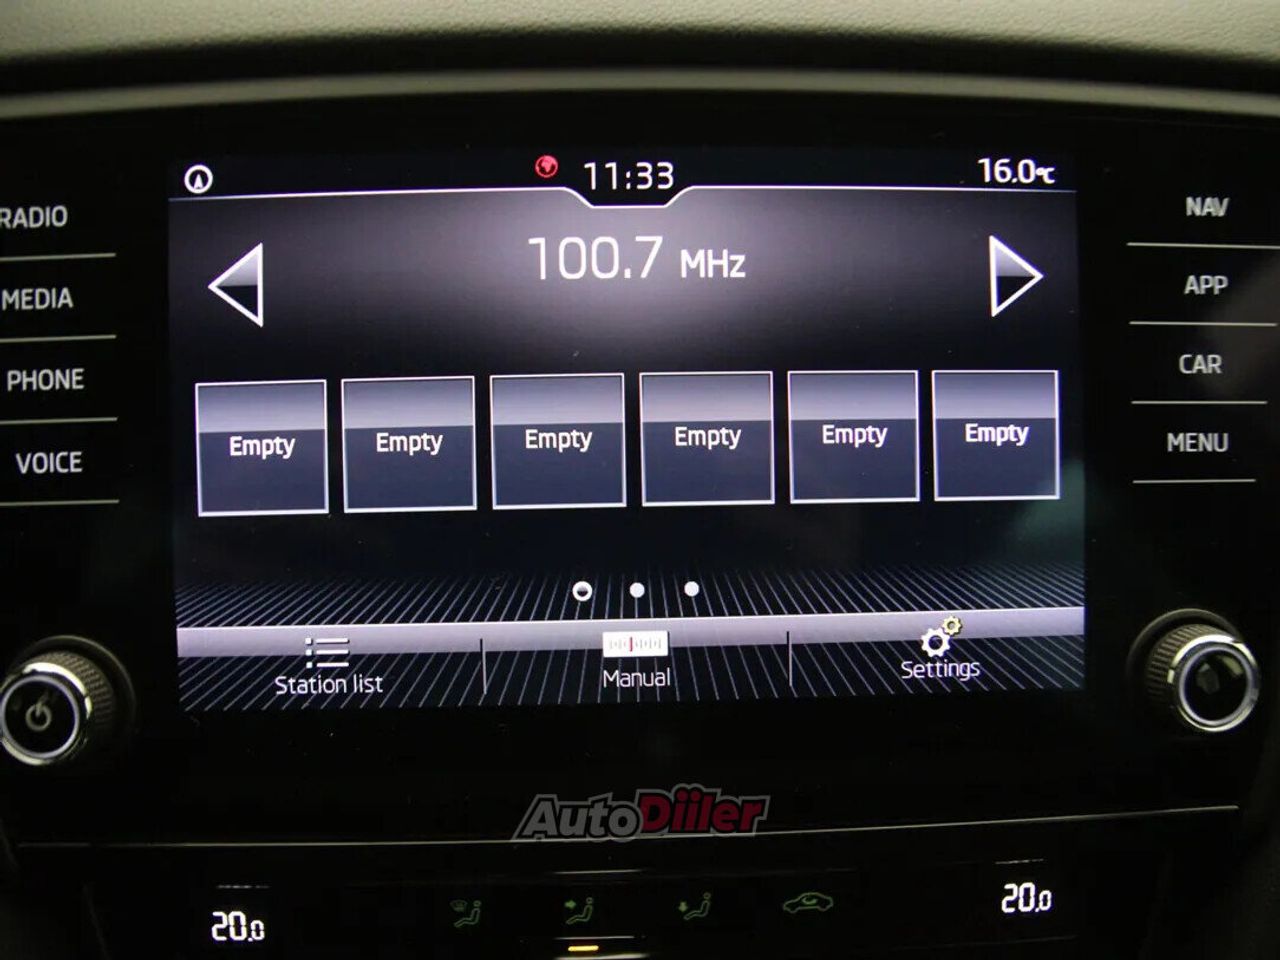 11:33
16.0°C
RADIO
NAV
100.7 MHz
MEDIA
APP
PHONE
CAR
Empty Empty Empty Empty Empty Empty
VOICE
MENU
Station list
Manual
Settings
AutoDiiler
20.0
20.0